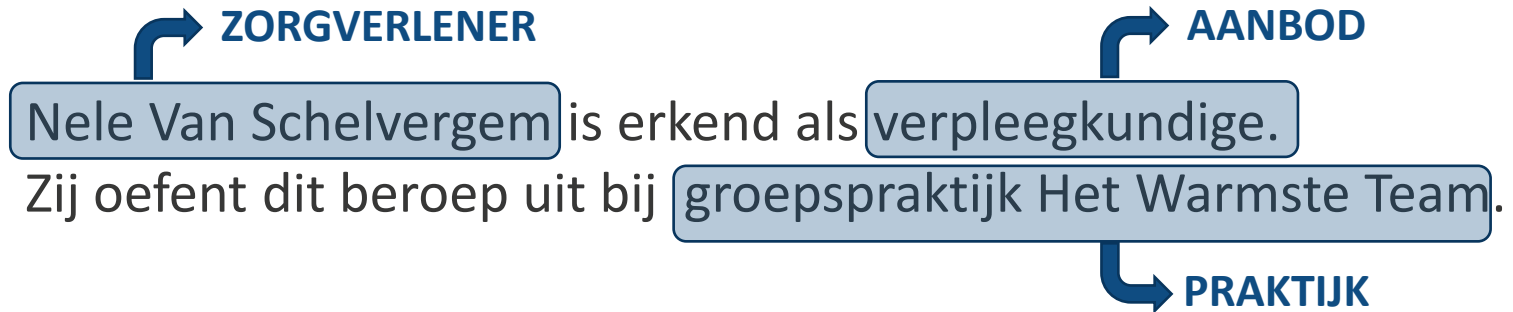 ZORGVERLENER
AANBOD
Nele Van Schelvergem is erkend als verpleegkundige.
Zij oefent dit beroep uit bij groepspraktijk Het Warmste Team.
PRAKTIJK